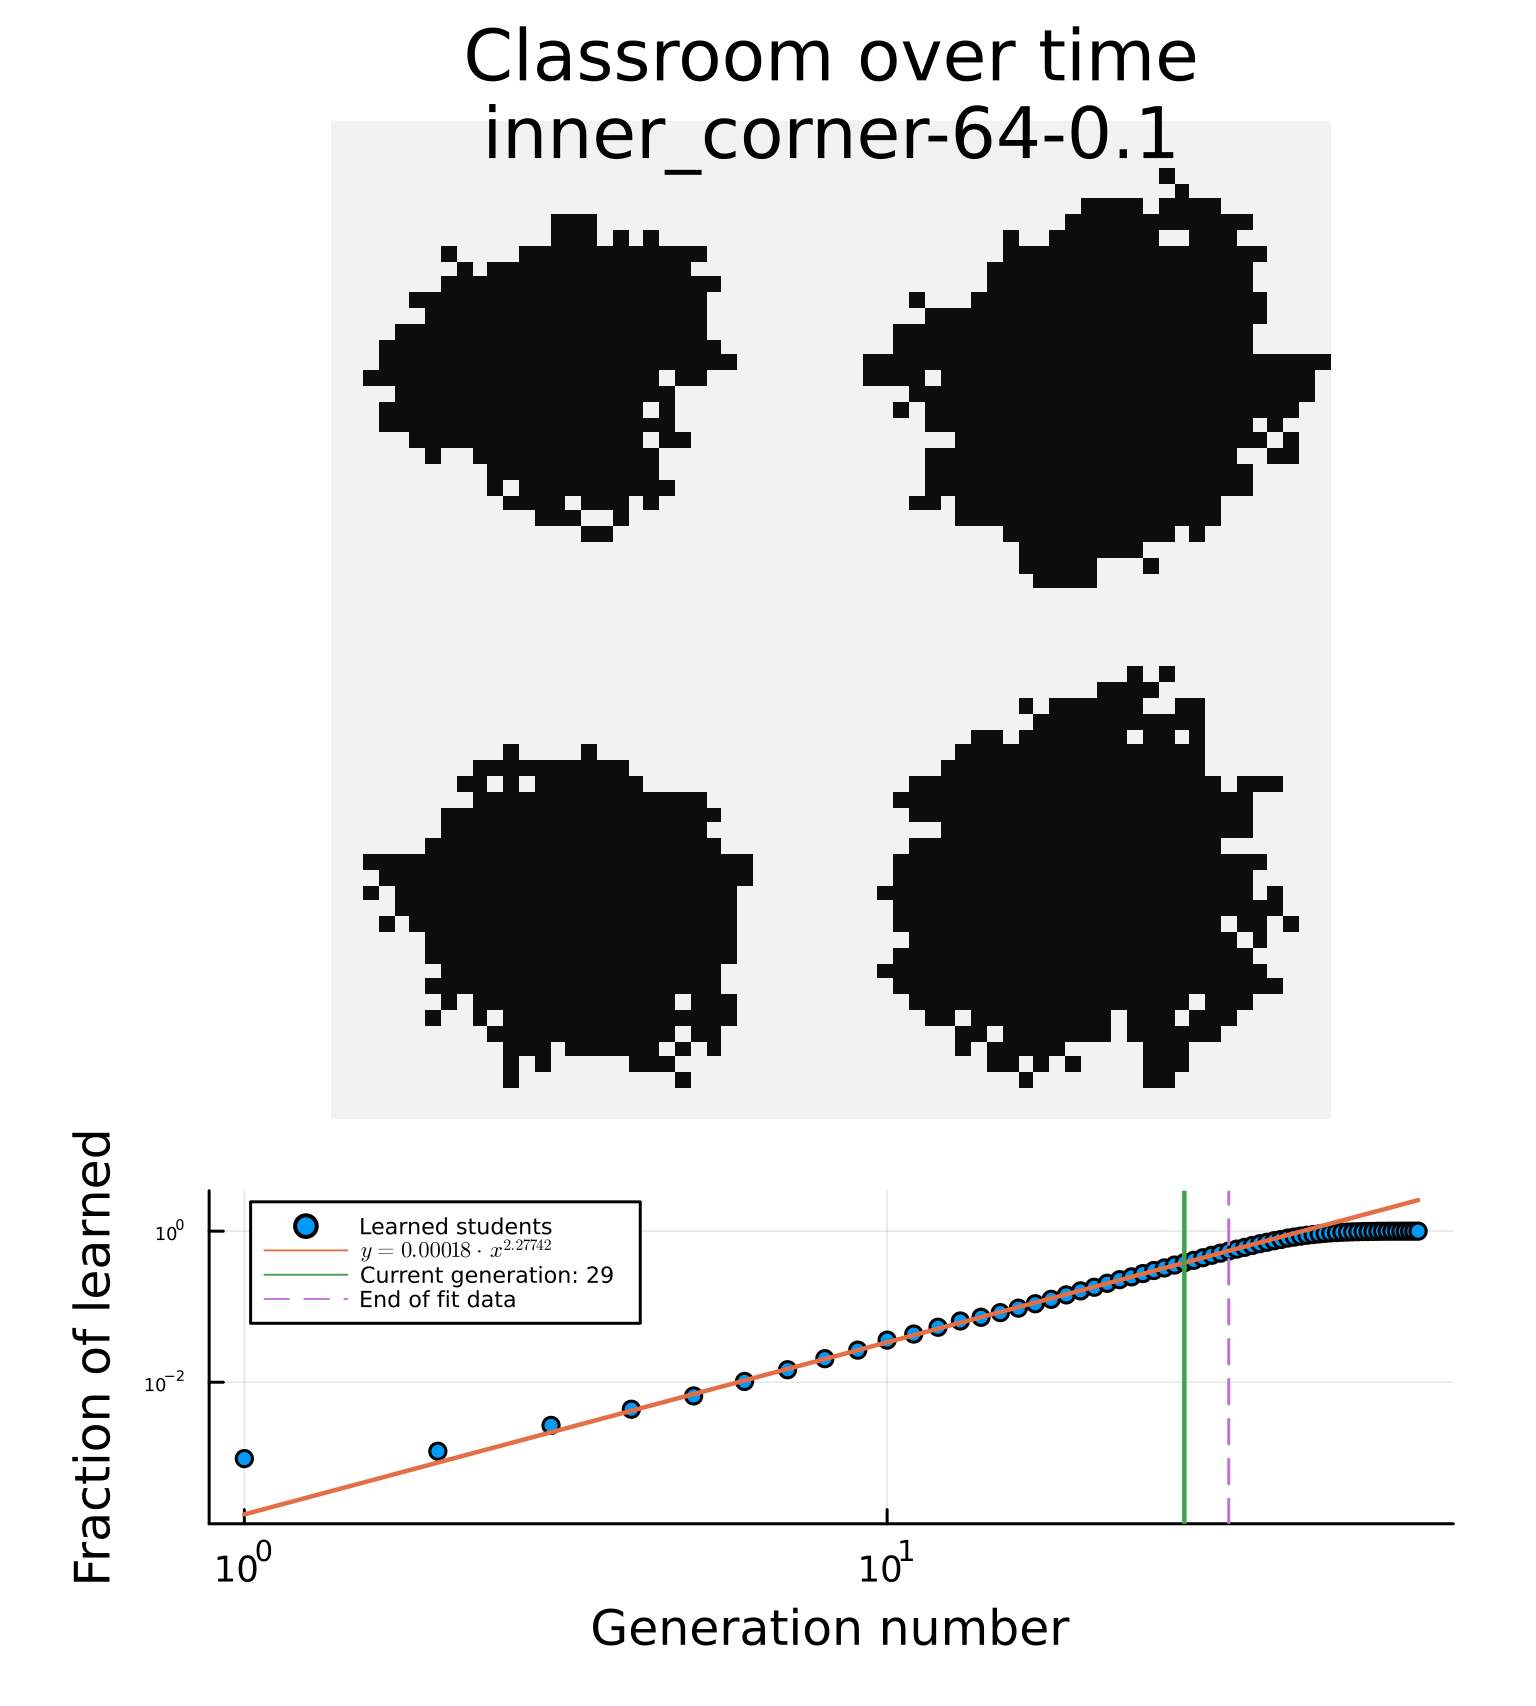 Classroom over time
inner_corner-64-0.1
Fraction of learned
10^0
10^-2
Learned students
y = 0.00018 · x^2.27742
Current generation: 29
End of fit data
10^0
10^1
Generation number